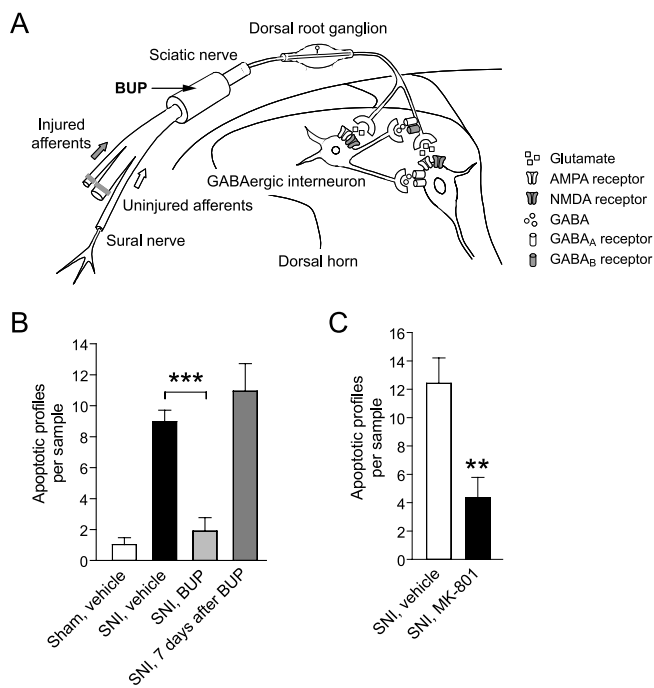 A
Dorsal root ganglion
Sciatic nerve
BUP
Injured
afferents
GABAergic interneuron
Uninjured afferents
Sural nerve
Dorsal horn
Glutamate
AMPA receptor
NMDA receptor
GABA
GABAA receptor
GABAB receptor
B
Apoptotic profiles
per sample
14
12
10
8
6
4
2
0
***
Sham, vehicle
SNI, vehicle
SNI, BUP
SNI, 7 days after BUP
C
Apoptotic profiles
per sample
16
14
12
10
8
6
4
2
0
**
SNI, vehicle
SNI, MK-801